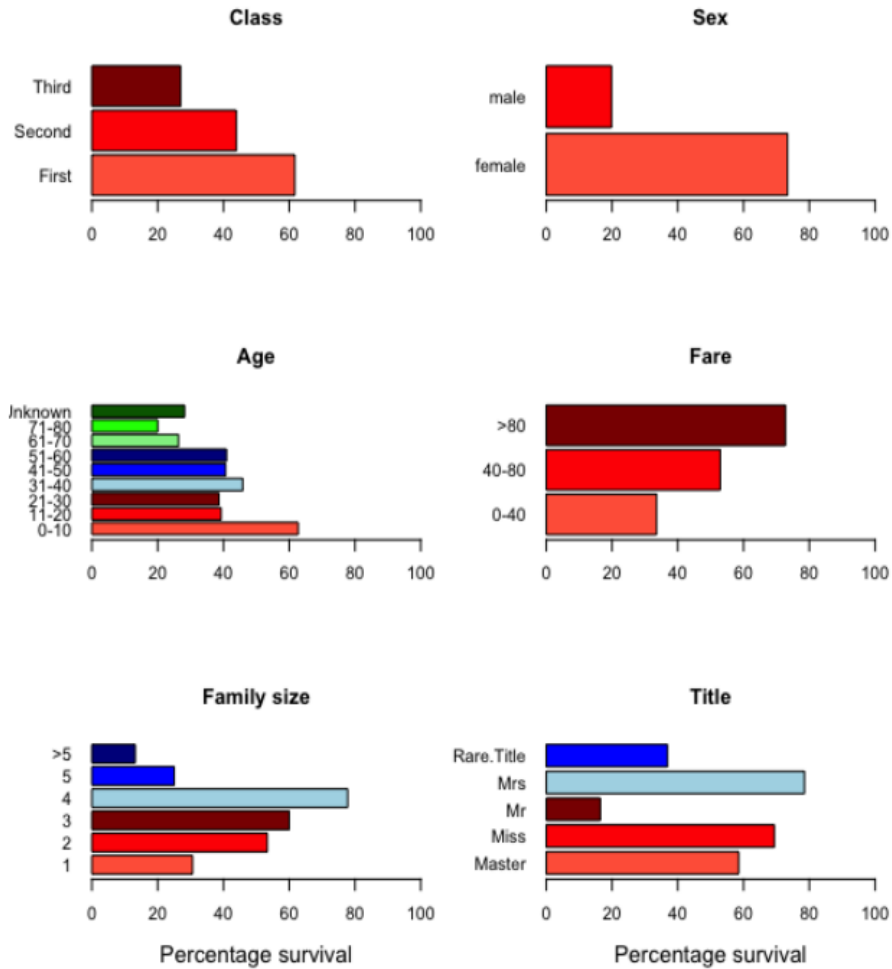 Class
Third
Second
First
0 20 40 60 80 100
Sex
male
female
0 20 40 60 80 100
Age
Jnknown
71-80
61-70
51-60
41-50
31-40
21-30
11-20
0-10
0 20 40 60 80 100
Fare
>80
40-80
0-40
0 20 40 60 80 100
Family size
>5
5
4
3
2
1
0 20 40 60 80 100
Percentage survival
Title
Rare.Title
Mrs
Mr
Miss
Master
0 20 40 60 80 100
Percentage survival